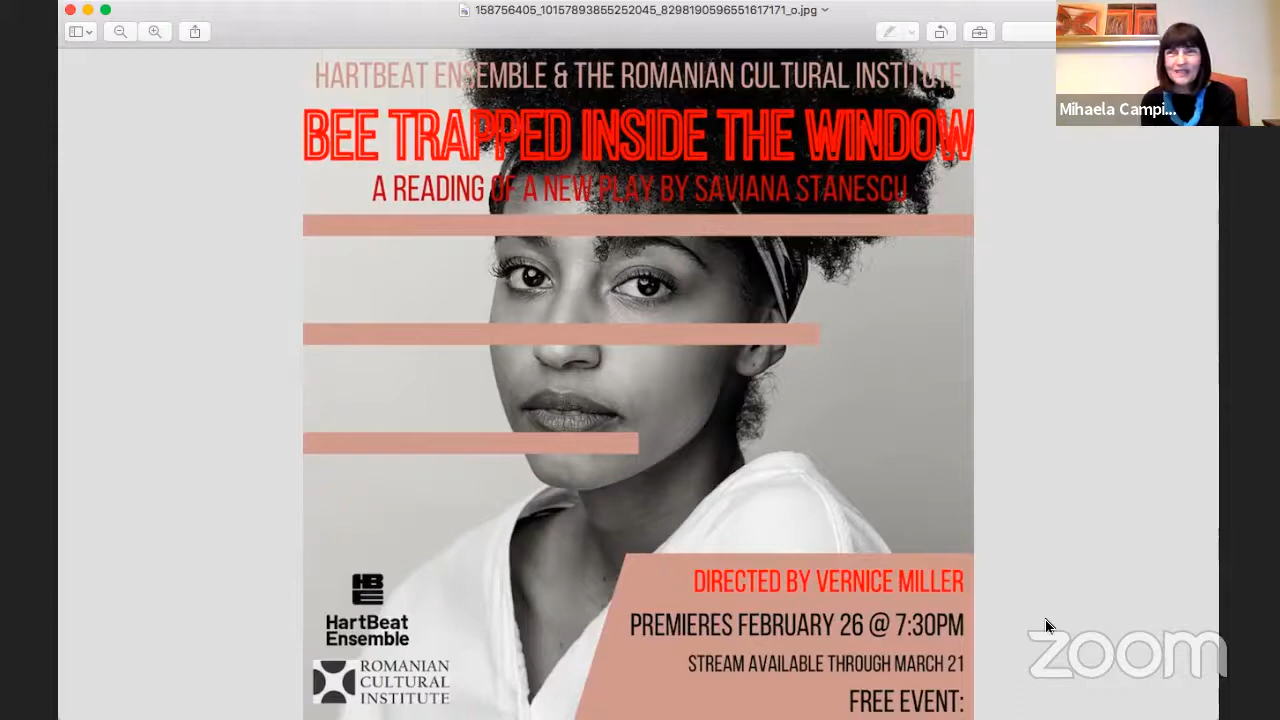 158756405_10157893855252045_8298190596551617171_o.jpg
Mihaela Campi...
HARTBEAT ENSEMBLE & THE ROMANIAN CULTURAL INSTITUTE
BEE TRAPPED INSIDE THE WINDOW
A READING OF A NEW PLAY BY SAVIANA STANESCU
DIRECTED BY VERNICE MILLER
PREMIERES FEBRUARY 26 @ 7:30PM
STREAM AVAILABLE THROUGH MARCH 21
FREE EVENT:
HBE
HartBeat
Ensemble
ROMANIAN
CULTURAL
INSTITUTE
zoom